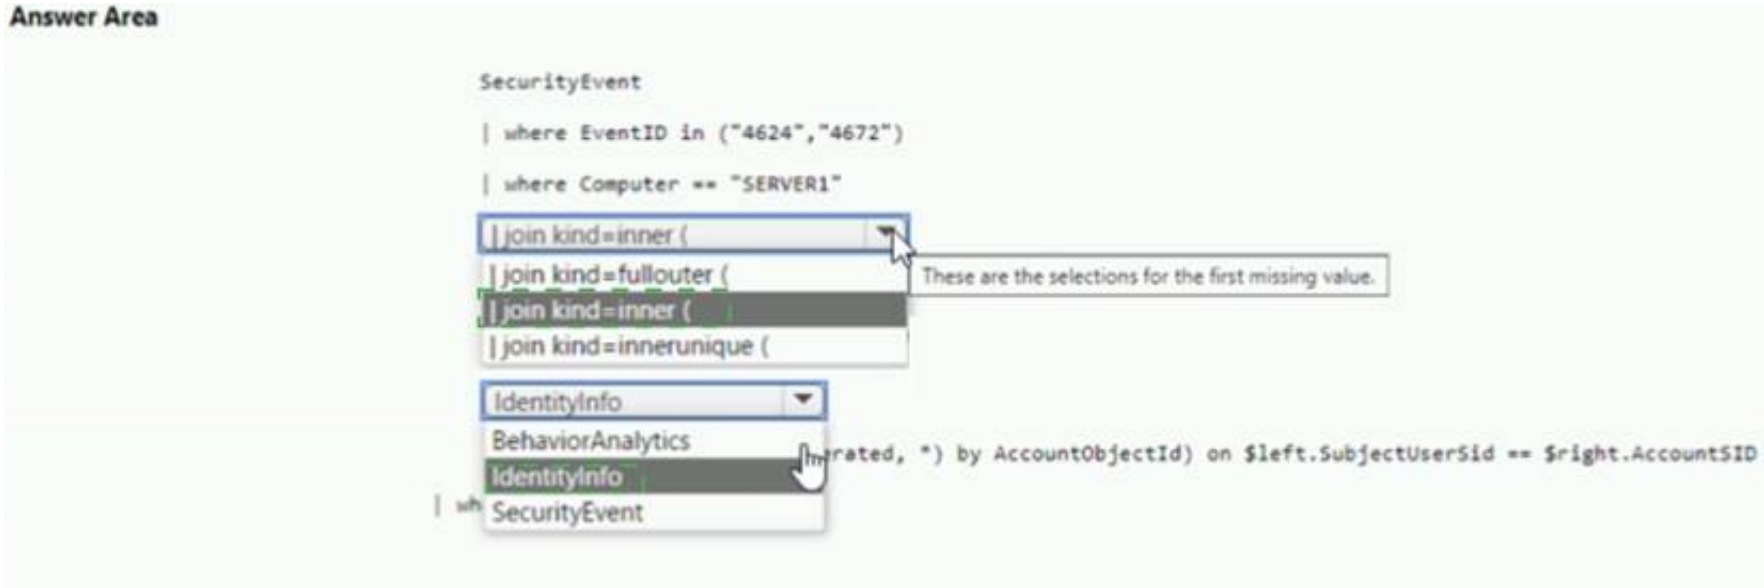 Answer Area
SecurityEvent
| where EventID in ("4624","4672")
| where Computer == "SERVER1"
| join kind=inner (
| join kind=fullouter (
These are the selections for the first missing value.
| join kind=inner (
| join kind=innerunique (
IdentityInfo
BehaviorAnalytics
erated, *) by AccountObjectId) on $left.SubjectUserSid == $right.AccountSID
IdentityInfo
| wh
SecurityEvent